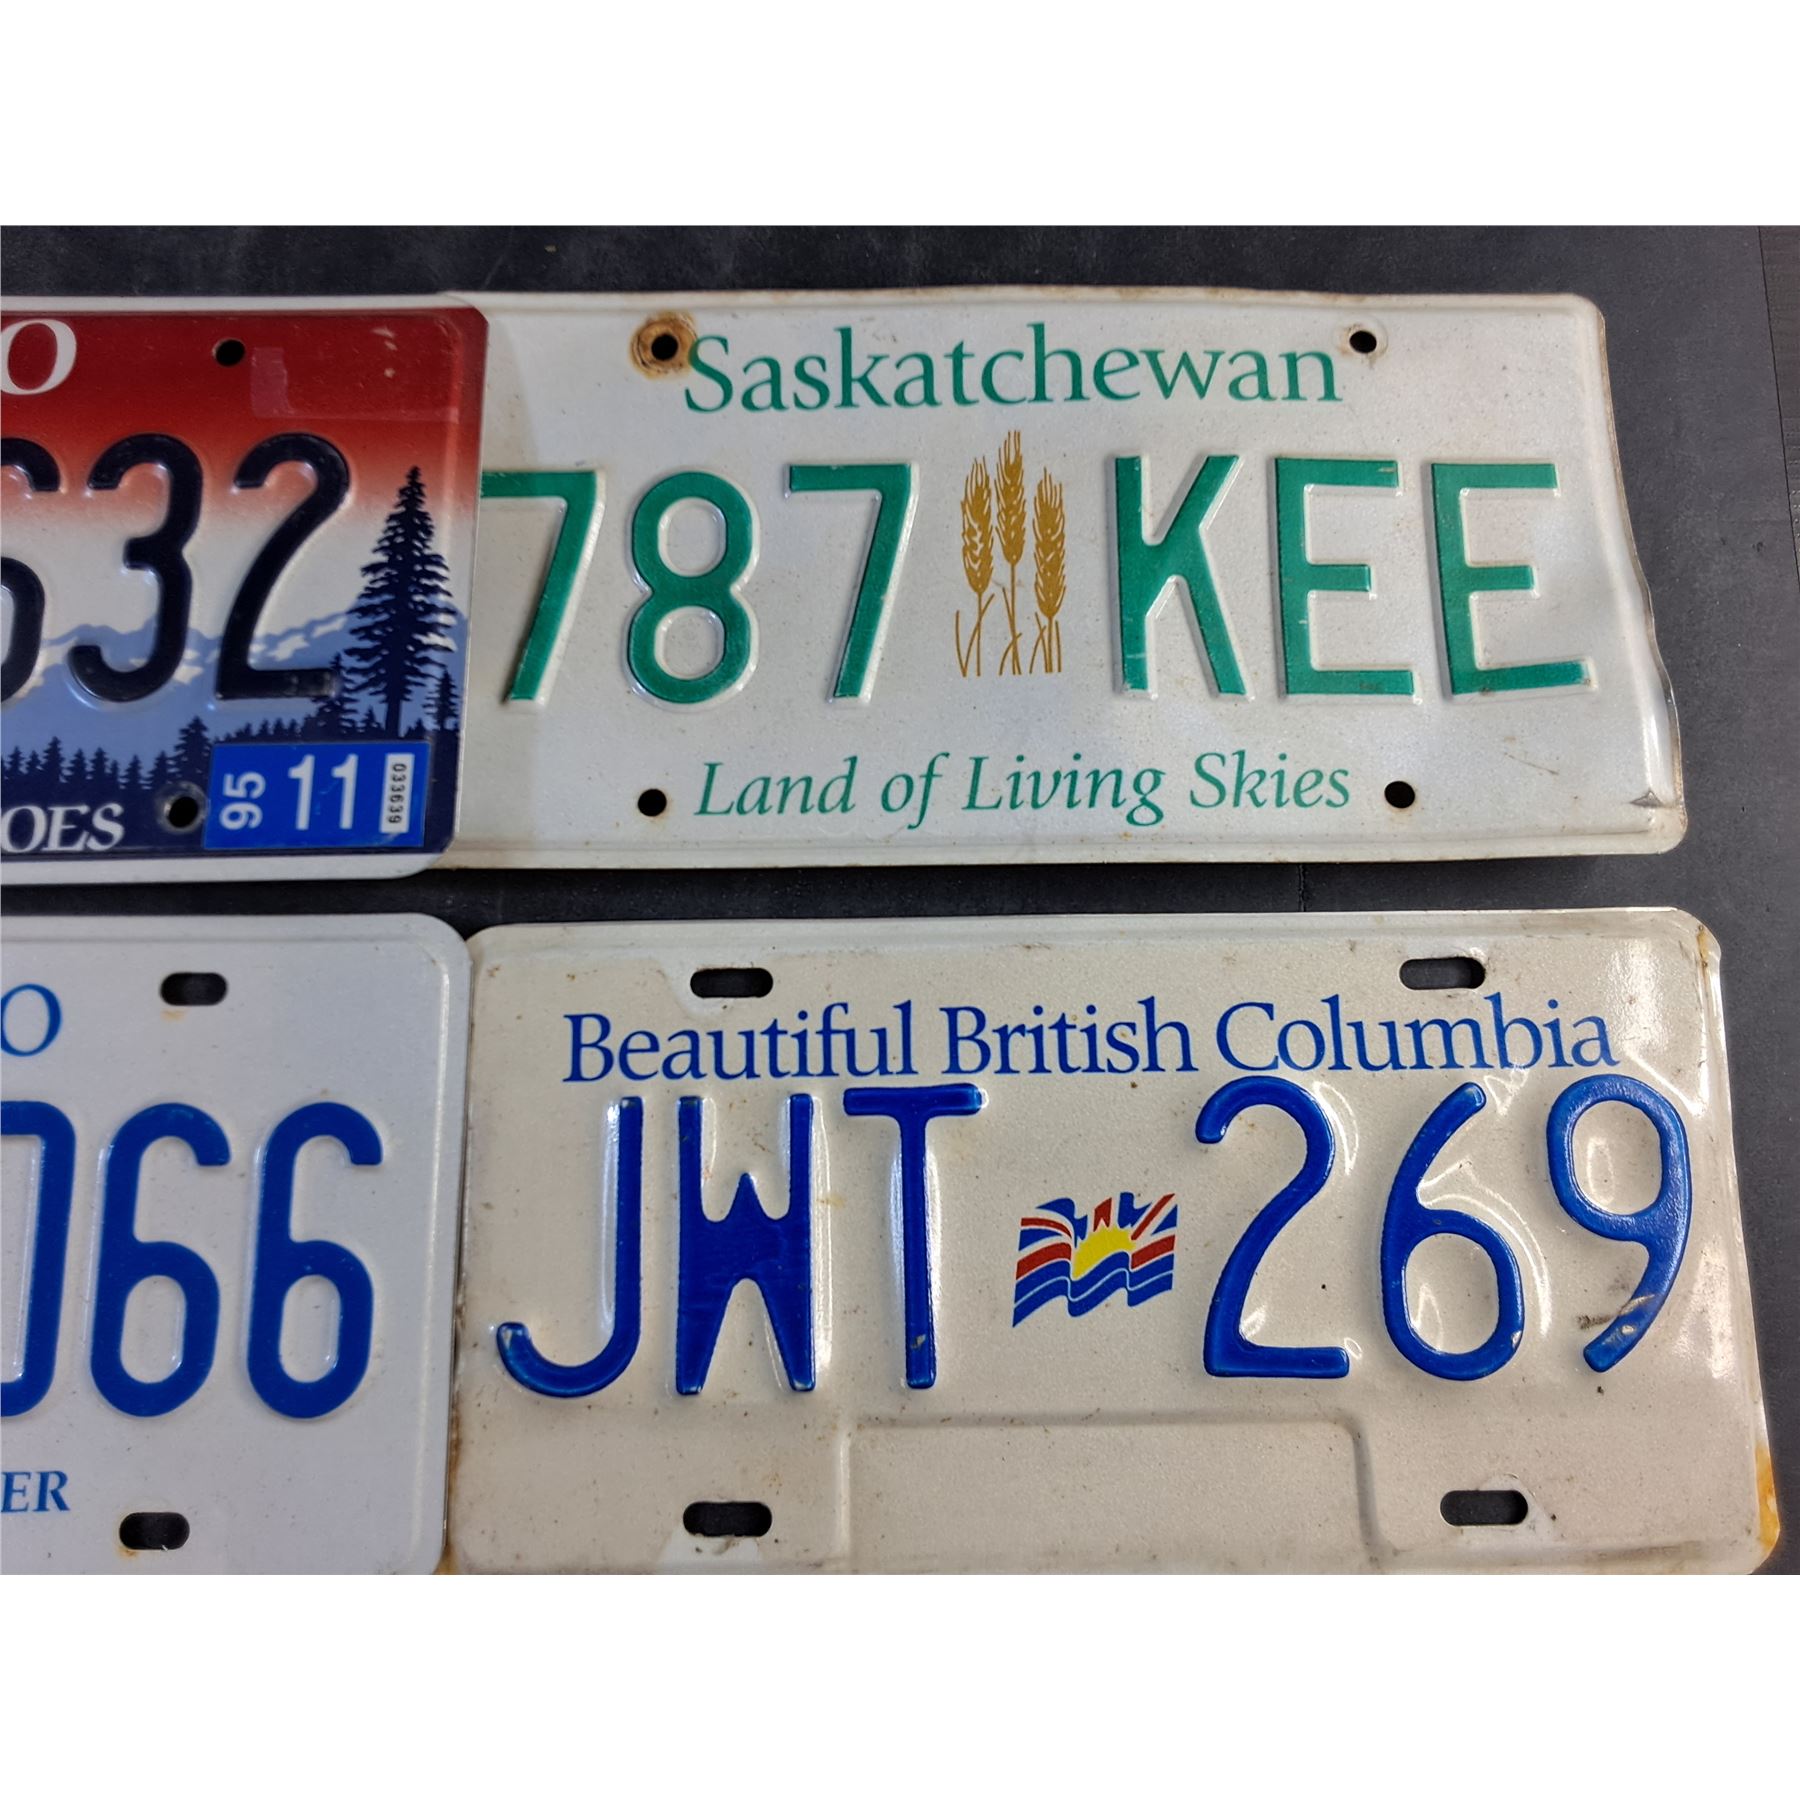 O
632
95 11 033639
OES
Saskatchewan
787 KEE
Land of Living Skies
O
066
ER
Beautiful British Columbia
JWT 269